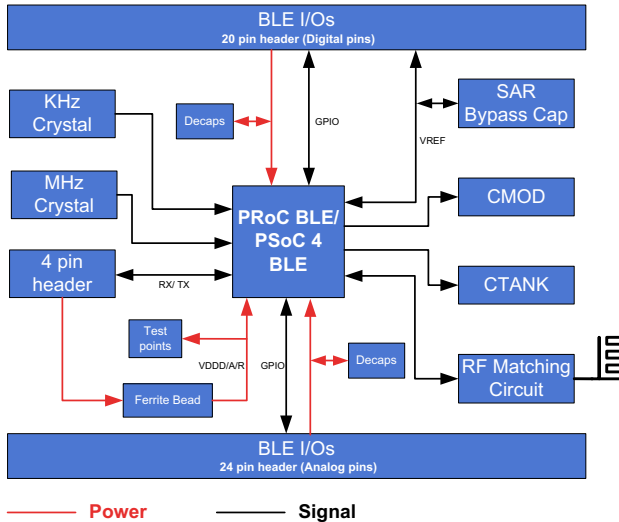 BLE I/Os
20 pin header (Digital pins)
KHz
Crystal
Decaps
GPIO
SAR
Bypass Cap
VREF
MHz
Crystal
PRoC BLE/
PSoC 4
BLE
CMOD
4 pin
header
RX/ TX
CTANK
Test
points
VDDD/A/R
GPIO
Decaps
RF Matching
Circuit
Ferrite Bead
BLE I/Os
24 pin header (Analog pins)
Power
Signal